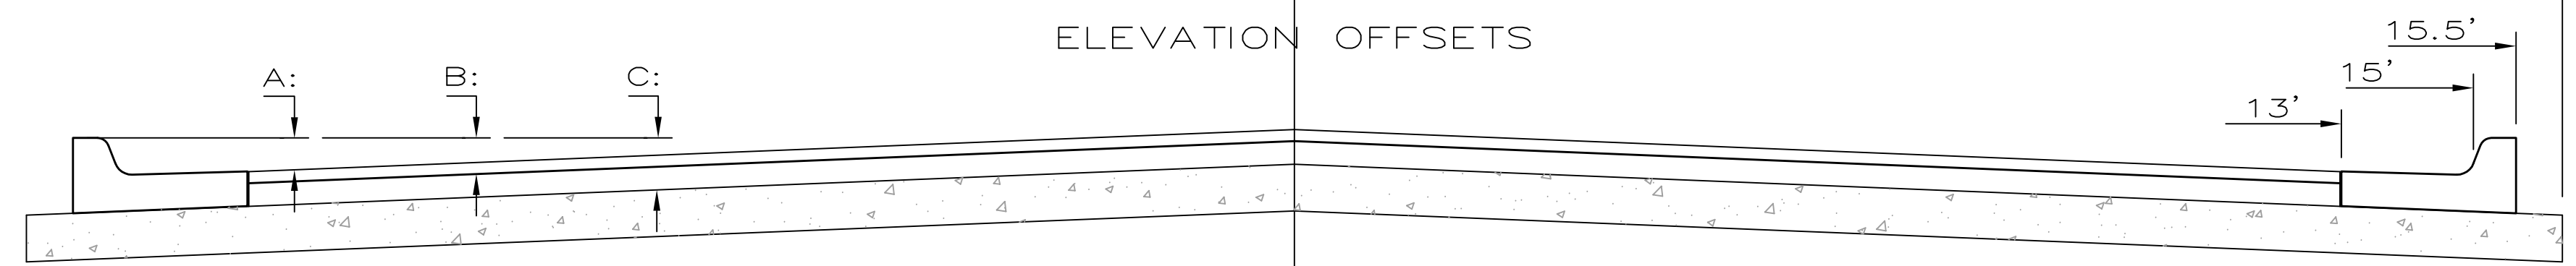 ELEVATION OFFSETS
15.5’
A:
B:
C:
15’
13’